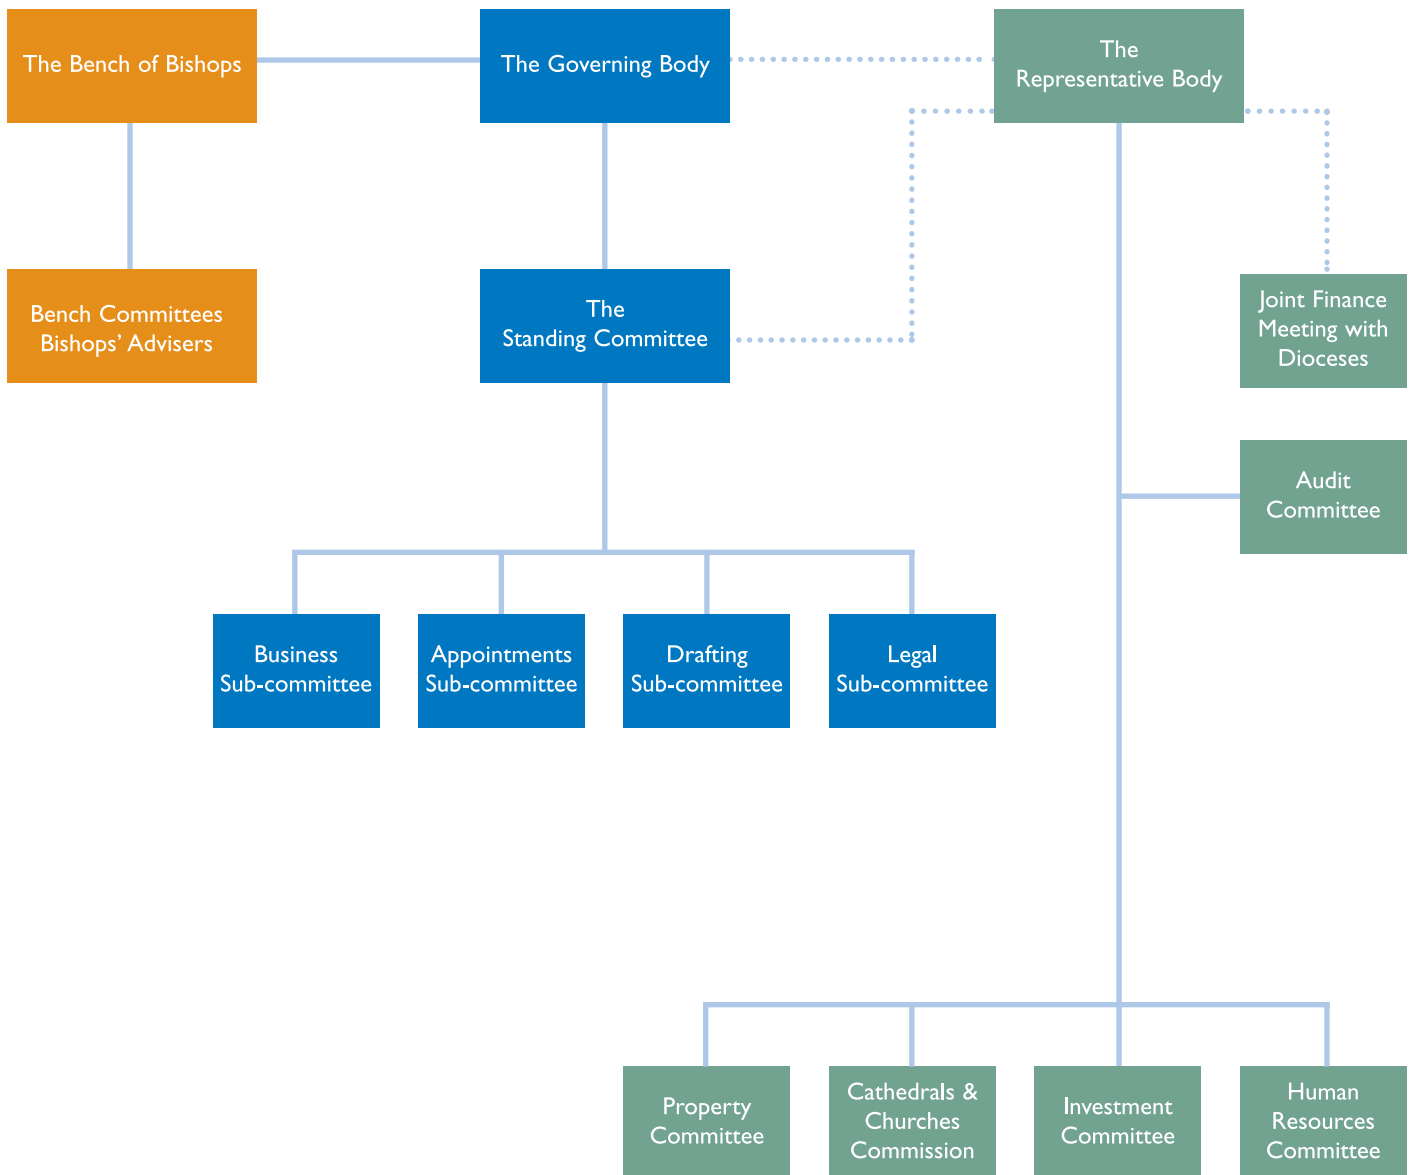 The Bench of Bishops
The Governing Body
The
Representative Body
Bench Committees
Bishops’ Advisers
The
Standing Committee
Joint Finance
Meeting with
Dioceses
Audit
Committee
Business
Sub-committee
Appointments
Sub-committee
Drafting
Sub-committee
Legal
Sub-committee
Property
Committee
Cathedrals &
Churches
Commission
Investment
Committee
Human
Resources
Committee